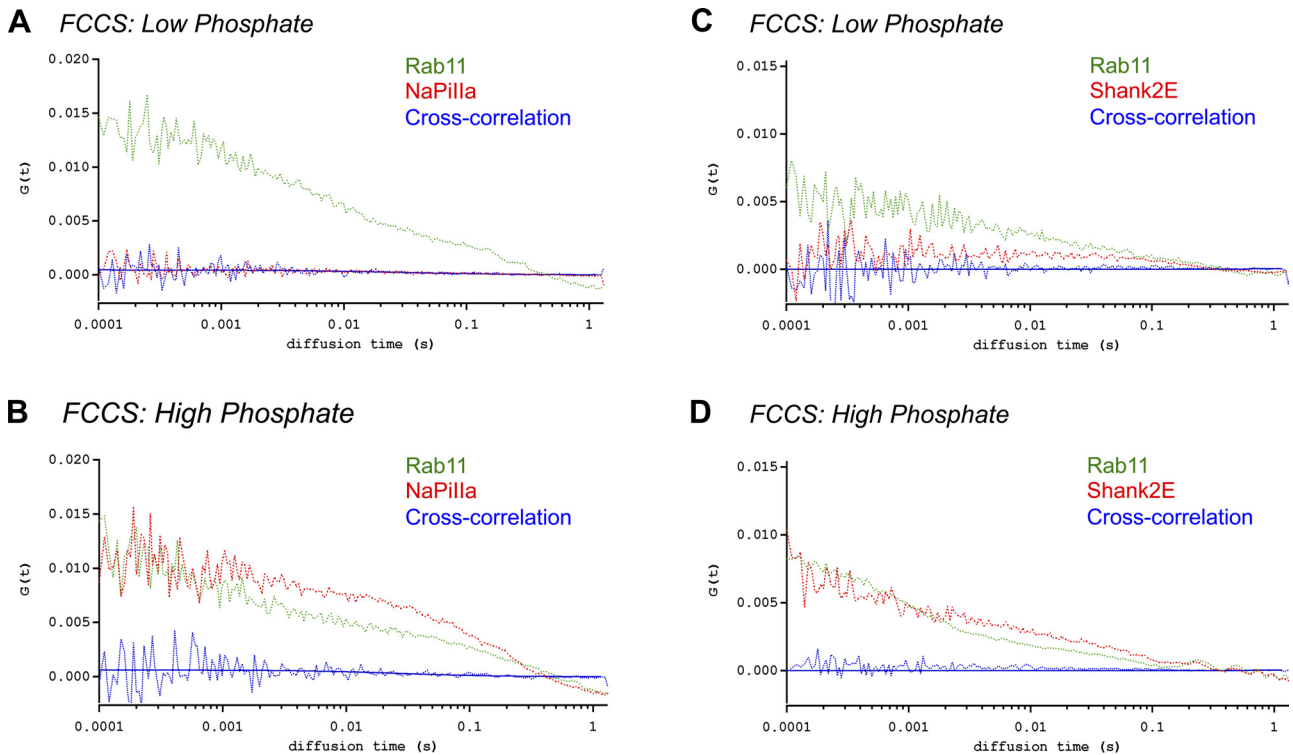 A FCCS: Low Phosphate
Rab11
NaPiIIa
Cross-correlation
0.020
0.015
0.010
0.005
0.000
G(t)
0.0001 0.001 0.01 0.1 1
diffusion time (s)
B FCCS: High Phosphate
Rab11
NaPiIIa
Cross-correlation
0.020
0.015
0.010
0.005
0.000
G(t)
0.0001 0.001 0.01 0.1 1
diffusion time (s)
C FCCS: Low Phosphate
Rab11
Shank2E
Cross-correlation
0.015
0.010
0.005
0.000
G(t)
0.0001 0.001 0.01 0.1 1
diffusion time (s)
D FCCS: High Phosphate
Rab11
Shank2E
Cross-correlation
0.015
0.010
0.005
0.000
G(t)
0.0001 0.001 0.01 0.1 1
diffusion time (s)